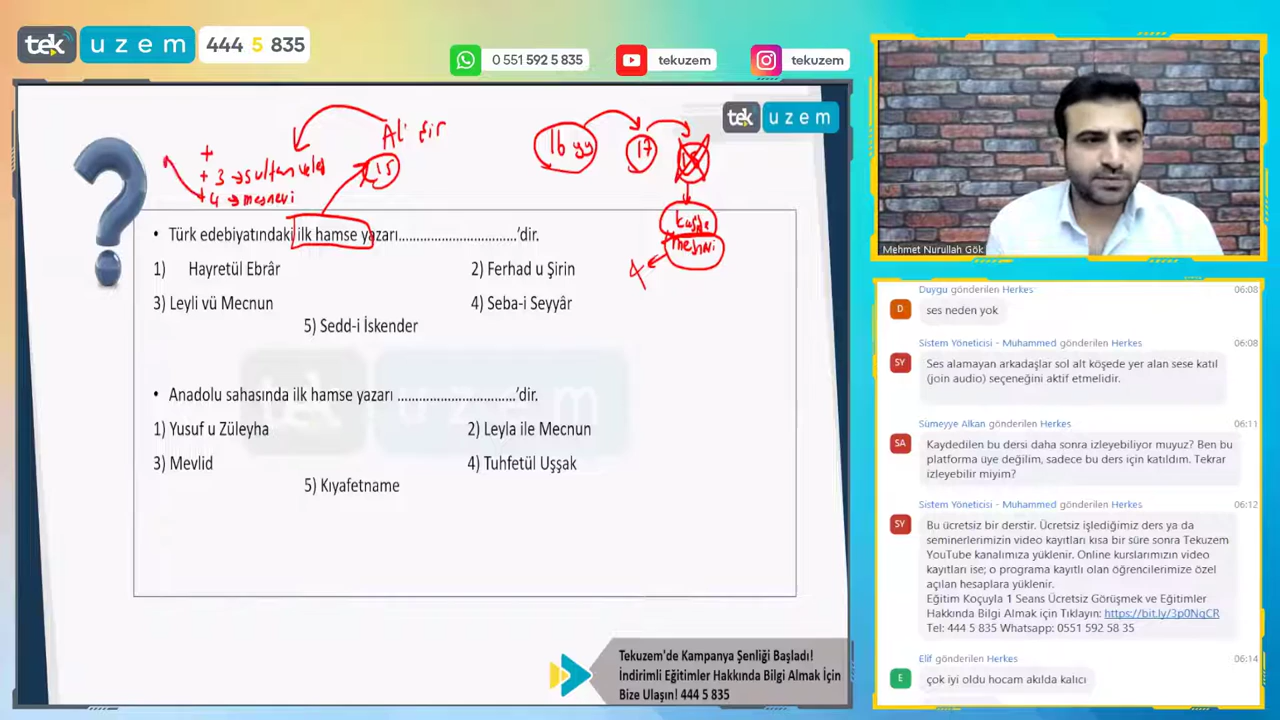 tek uzem 444 5 835
0 551 592 5 835
tekuzem
tekuzem
tek uzem
Ali şir
16 yy
17
+
+ 3 → sultan veled
15
+ 4 → mesnevi
kaside
mesnevi
4
• Türk edebiyatındaki ilk hamse yazarı……………………………'dir.
1) Hayretül Ebrâr
2) Ferhad u Şirin
3) Leyli vü Mecnun
4) Seba-i Seyyâr
5) Sedd-i İskender
tek uzem
• Anadolu sahasında ilk hamse yazarı ……………………………'dir.
1) Yusuf u Züleyha
2) Leyla ile Mecnun
3) Mevlid
4) Tuhfetül Uşşak
5) Kıyafetname
Tekuzem'de Kampanya Şenliği Başladı!
İndirimli Eğitimler Hakkında Bilgi Almak İçin
Bize Ulaşın! 444 5 835
Mehmet Nurullah Gök
Duygu gönderilen Herkes 06:08
D
ses neden yok
Sistem Yöneticisi - Muhammed gönderilen Herkes 06:08
SY
Ses alamayan arkadaşlar sol alt köşede yer alan sese katıl
(join audio) seçeneğini aktif etmelidir.
Sümeyye Alkan gönderilen Herkes 06:11
SA
Kaydedilen bu dersi daha sonra izleyebiliyor muyuz? Ben bu
platforma üye değilim, sadece bu ders için katıldım. Tekrar
izleyebilir miyim?
Sistem Yöneticisi - Muhammed gönderilen Herkes 06:12
SY
Bu ücretsiz bir derstir. Ücretsiz işlediğimiz ders ya da
seminerlerimizin video kayıtları kısa bir süre sonra Tekuzem
YouTube kanalımıza yüklenir. Online kurslarımızın video
kayıtları ise; o programa kayıtlı olan öğrencilerimize özel
açılan hesaplara yüklenir.
Eğitim Koçuyla 1 Seans Ücretsiz Görüşmek ve Eğitimler
Hakkında Bilgi Almak için Tıklayın: https://bit.ly/3p0NqCR
Tel: 444 5 835 Whatsapp: 0551 592 58 35
Elif gönderilen Herkes 06:14
E
çok iyi oldu hocam akılda kalıcı